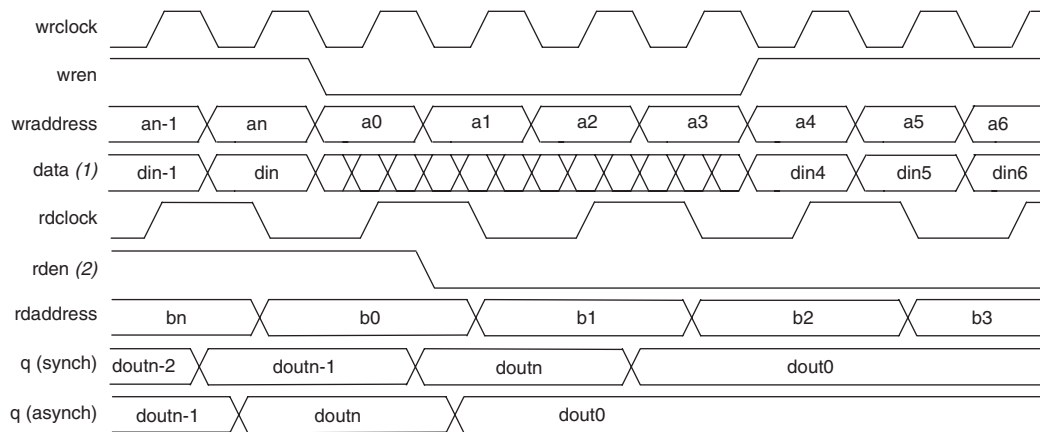 wrclock
wren
wraddress an-1 an a0 a1 a2 a3 a4 a5 a6
data (1) din-1 din din4 din5 din6
rdclock
rden (2)
rdaddress bn b0 b1 b2 b3
q (synch) doutn-2 doutn-1 doutn dout0
q (asynch) doutn-1 doutn dout0